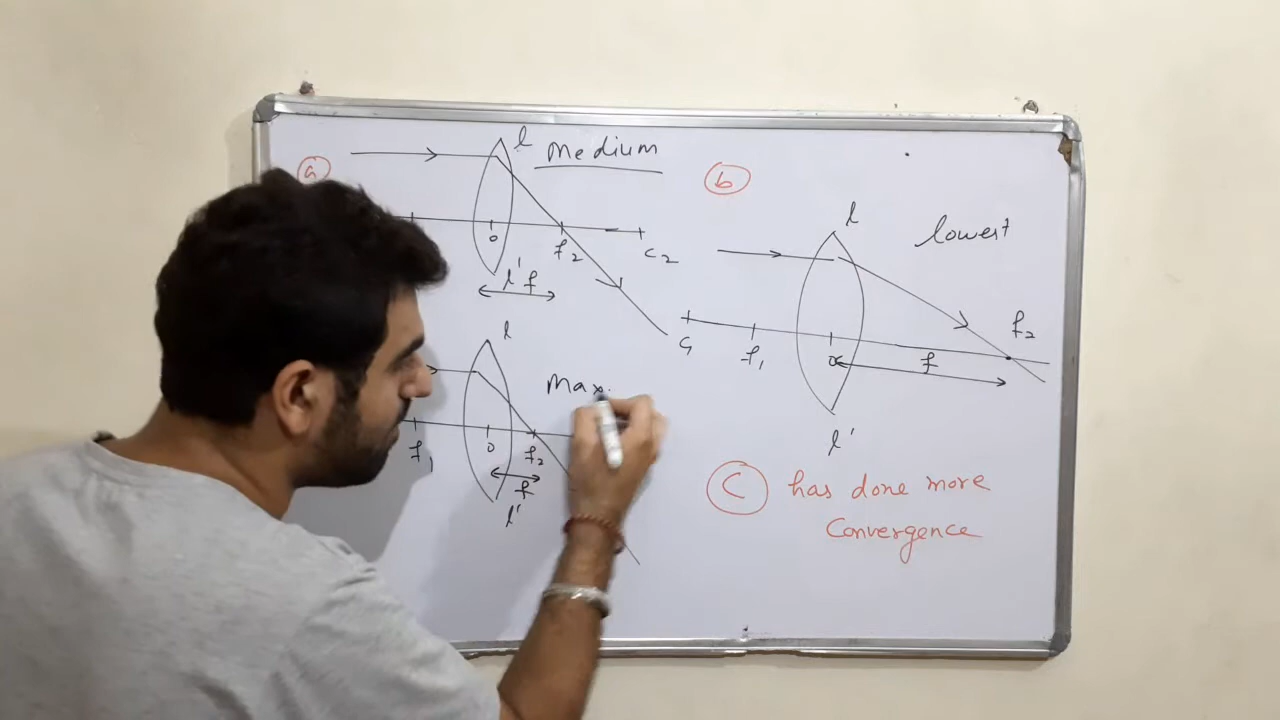 a
l
Medium
O
f2
C2
l'
f
b
l
lowest
C1
f1
O
f
f2
l'
l
Max.
f1
O
f2
f
l'
C has done more
Convergence